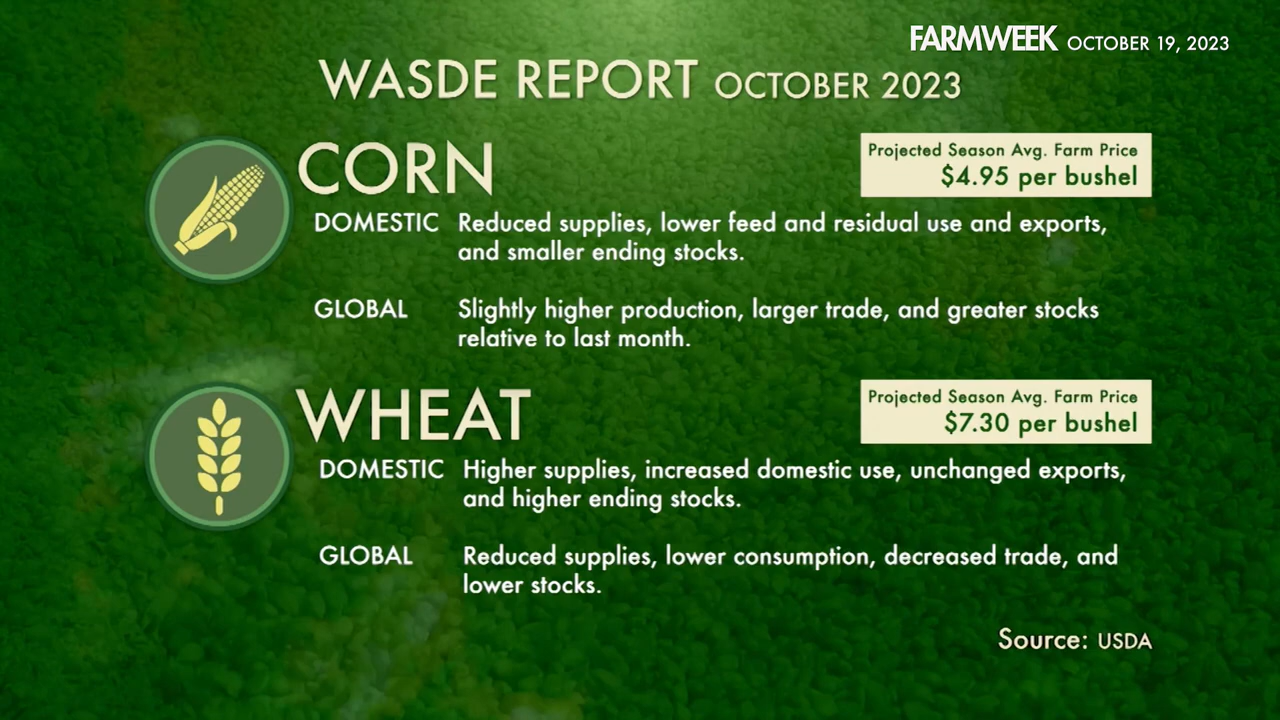 FARMWEEK OCTOBER 19, 2023
WASDE REPORT OCTOBER 2023
CORN
Projected Season Avg. Farm Price
$4.95 per bushel
DOMESTIC Reduced supplies, lower feed and residual use and exports,
and smaller ending stocks.
GLOBAL Slightly higher production, larger trade, and greater stocks
relative to last month.
WHEAT
Projected Season Avg. Farm Price
$7.30 per bushel
DOMESTIC Higher supplies, increased domestic use, unchanged exports,
and higher ending stocks.
GLOBAL Reduced supplies, lower consumption, decreased trade, and
lower stocks.
Source: USDA